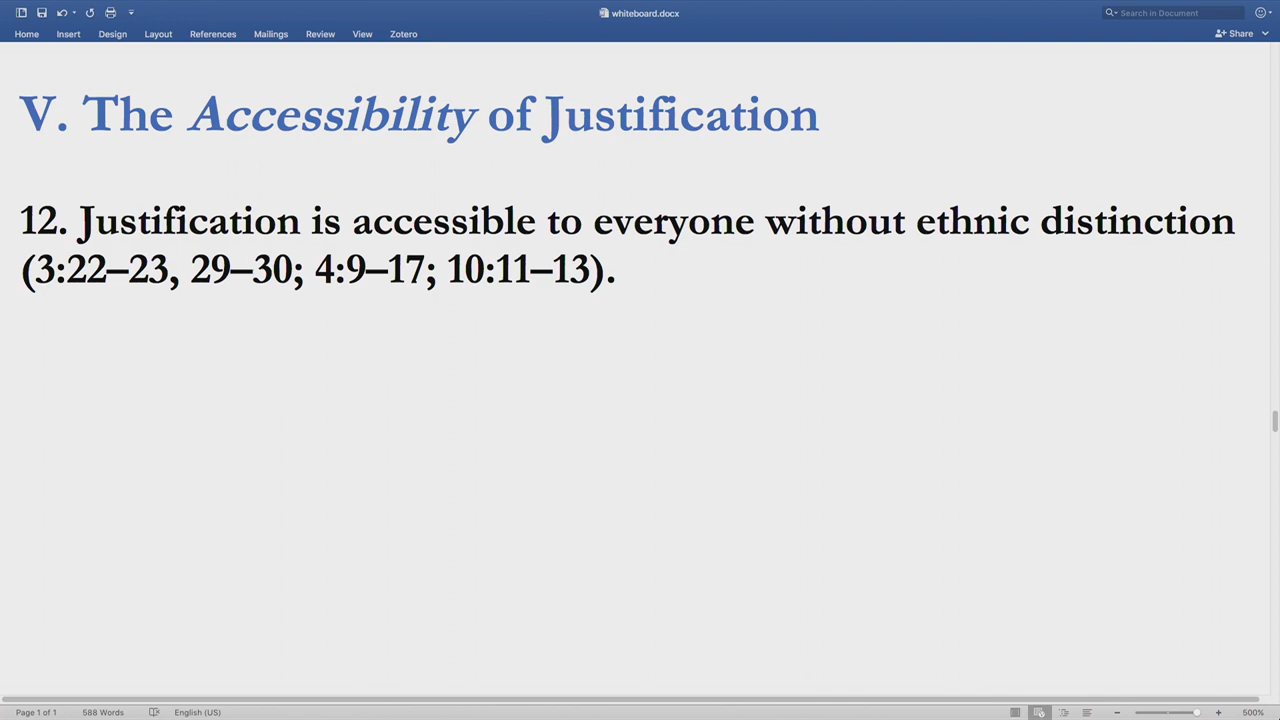 whiteboard.docx
Search in Document
Home Insert Design Layout References Mailings Review View Zotero
Share
V. The Accessibility of Justification
12. Justification is accessible to everyone without ethnic distinction
(3:22–23, 29–30; 4:9–17; 10:11–13).
Page 1 of 1 588 Words English (US) 500%